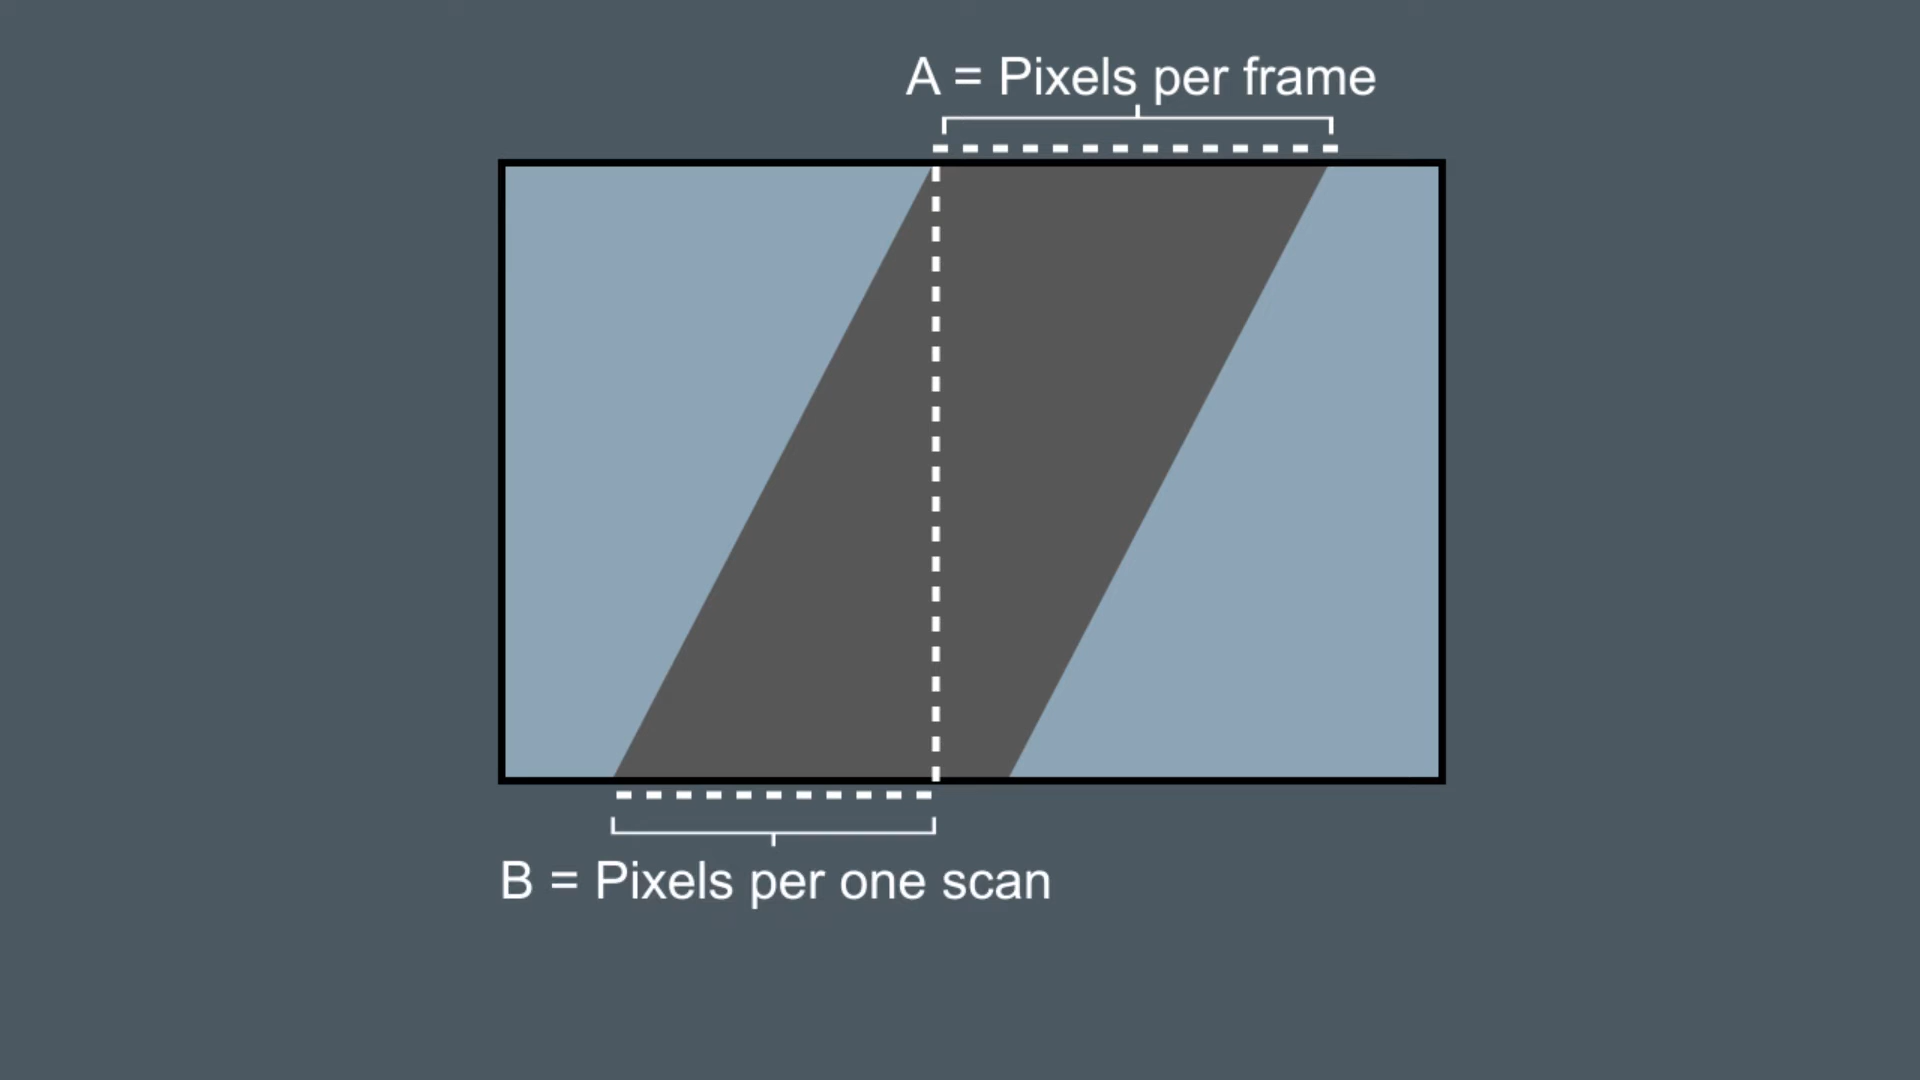 A = Pixels per frame
B = Pixels per one scan